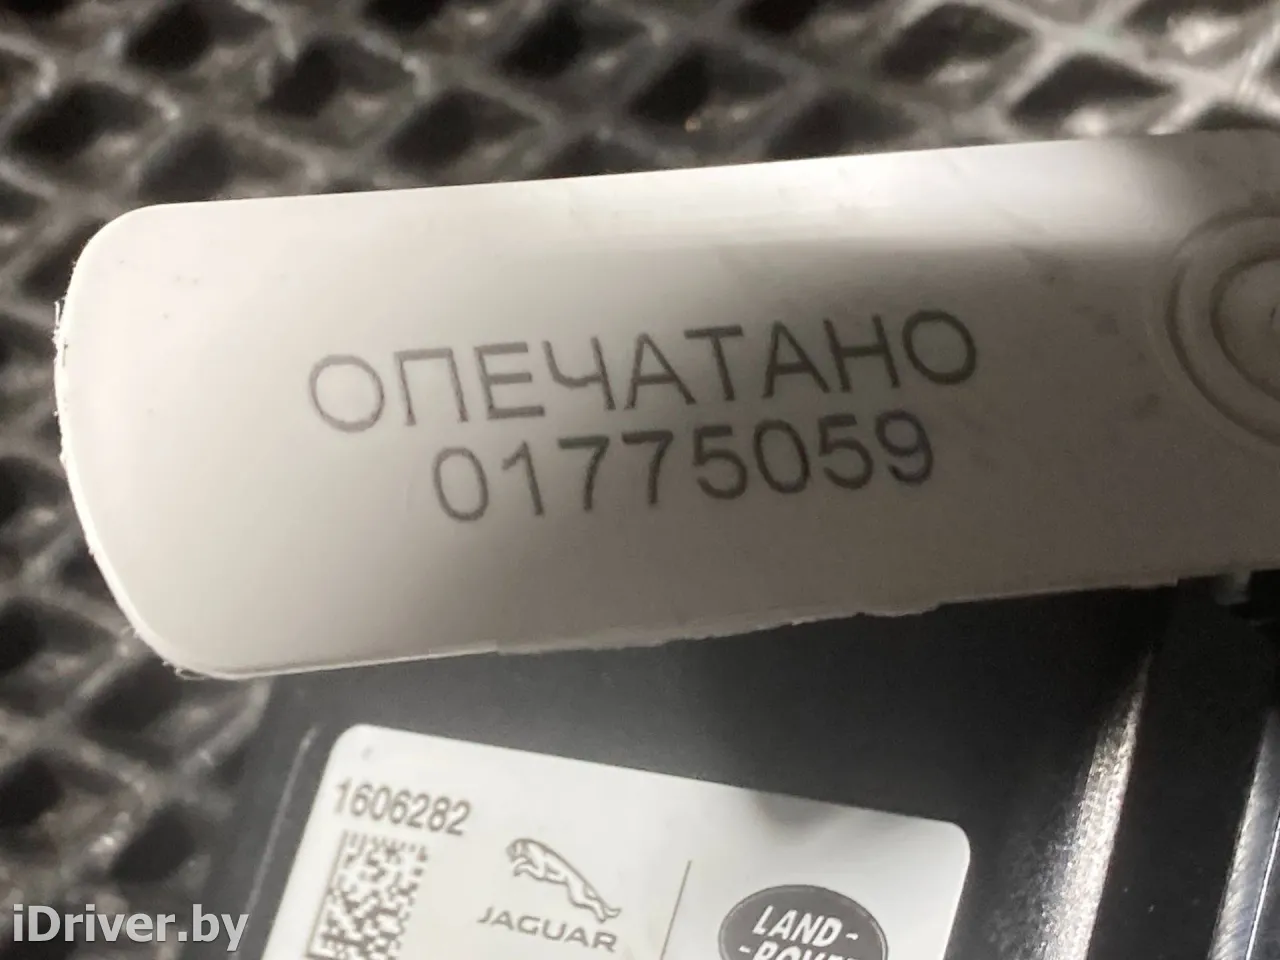 ОПЕЧАТАНО
01775059
1606282
JAGUAR
LAND-
-ROVER
iDriver.by